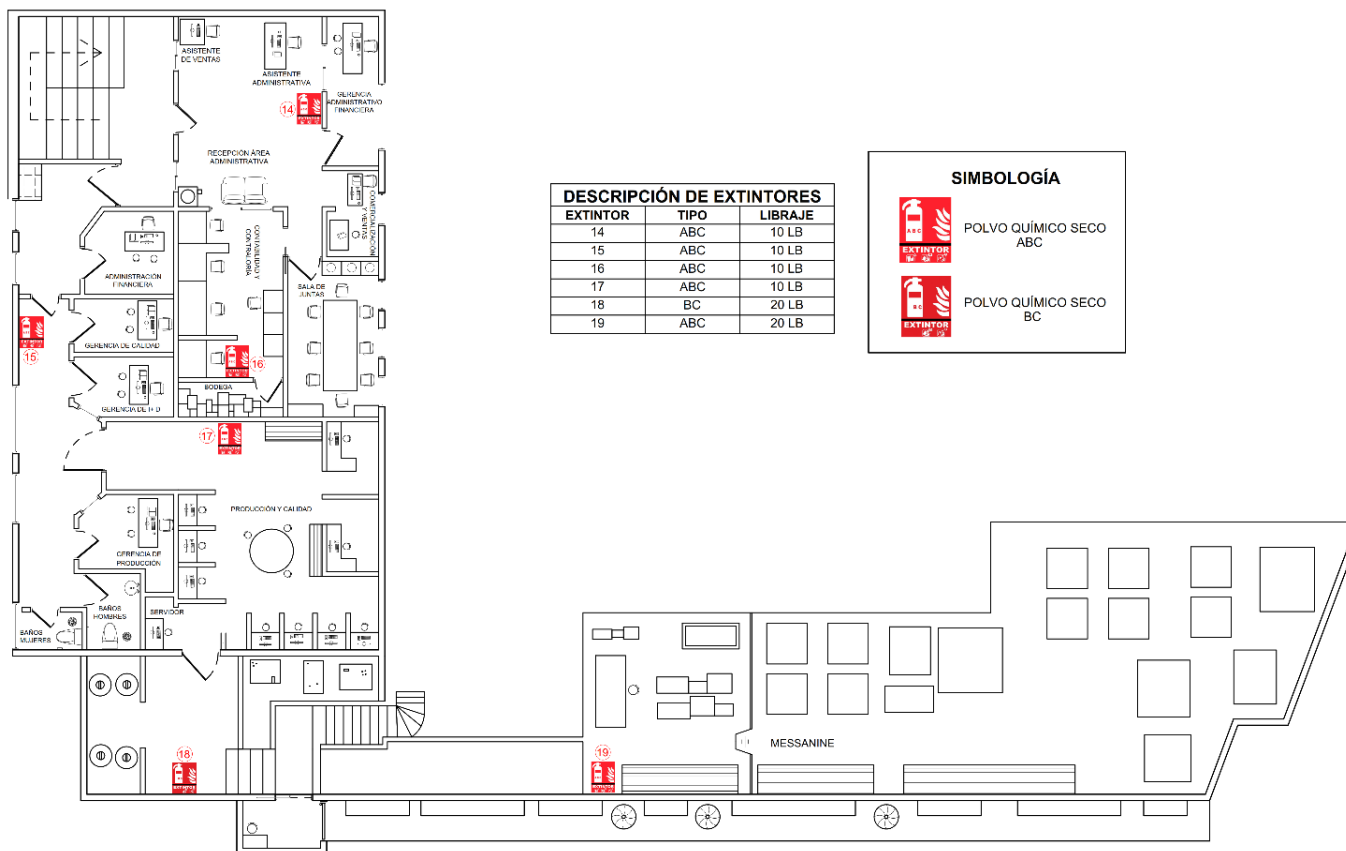 ASISTENTE
DE VENTAS
ASISTENTE
ADMINISTRATIVA
GERENCIA
ADMINISTRATIVO
FINANCIERA
14
RECEPCIÓN ÁREA
ADMINISTRATIVA
COMERCIALIZACIÓN
Y VENTAS
CONTABILIDAD Y
CONTRALORÍA
ADMINISTRACIÓN
FINANCIERA
SALA DE
JUNTAS
15
GERENCIA DE CALIDAD
16
BODEGA
GERENCIA DE I+D
17
PRODUCCIÓN Y CALIDAD
GERENCIA DE
PRODUCCIÓN
BAÑOS
HOMBRES
SERVIDOR
BAÑOS
MUJERES
18
19
MESSANINE
DESCRIPCIÓN DE EXTINTORES
EXTINTOR TIPO LIBRAJE
14 ABC 10 LB
15 ABC 10 LB
16 ABC 10 LB
17 ABC 10 LB
18 BC 20 LB
19 ABC 20 LB
SIMBOLOGÍA
ABC
EXTINTOR
POLVO QUÍMICO SECO
ABC
BC
EXTINTOR
POLVO QUÍMICO SECO
BC